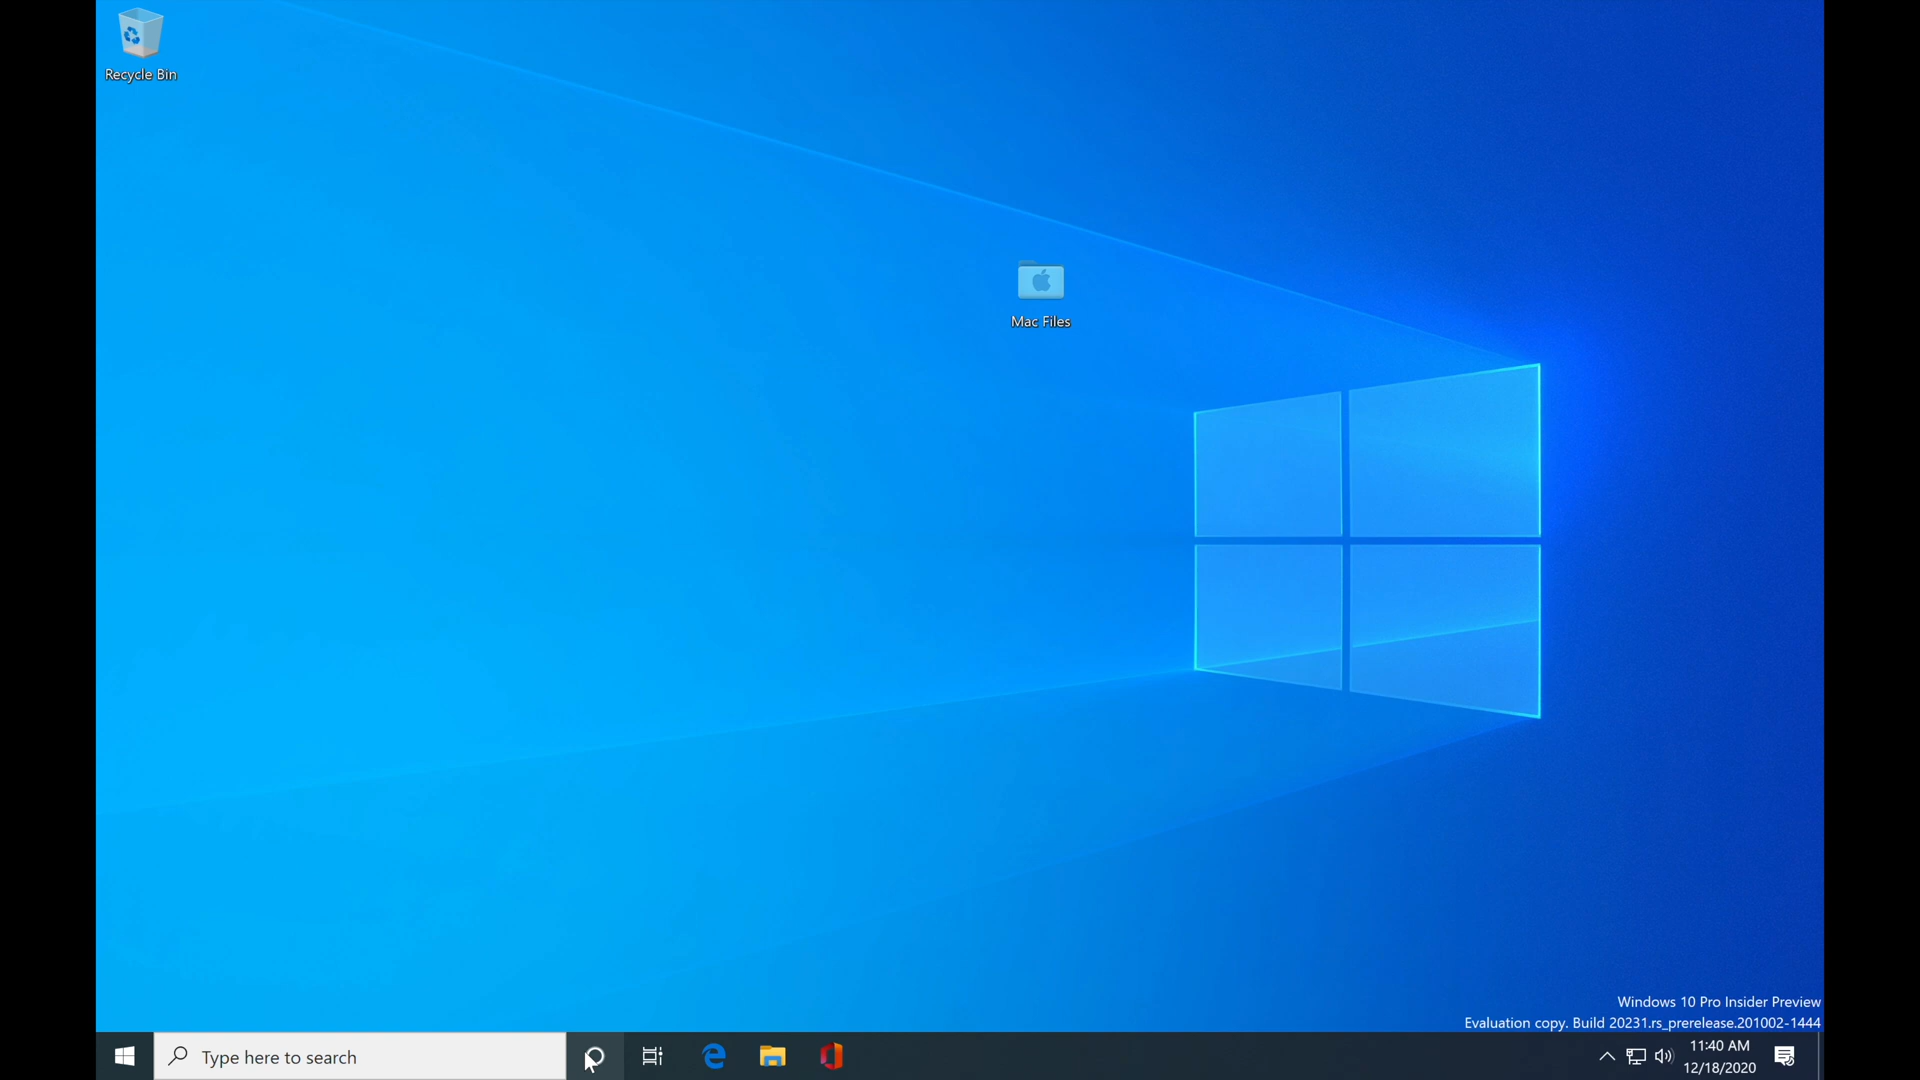 Recycle Bin
Mac Files
Windows 10 Pro Insider Preview
Evaluation copy. Build 20231.rs_prerelease.201002-1444
Type here to search
11:40 AM
12/18/2020